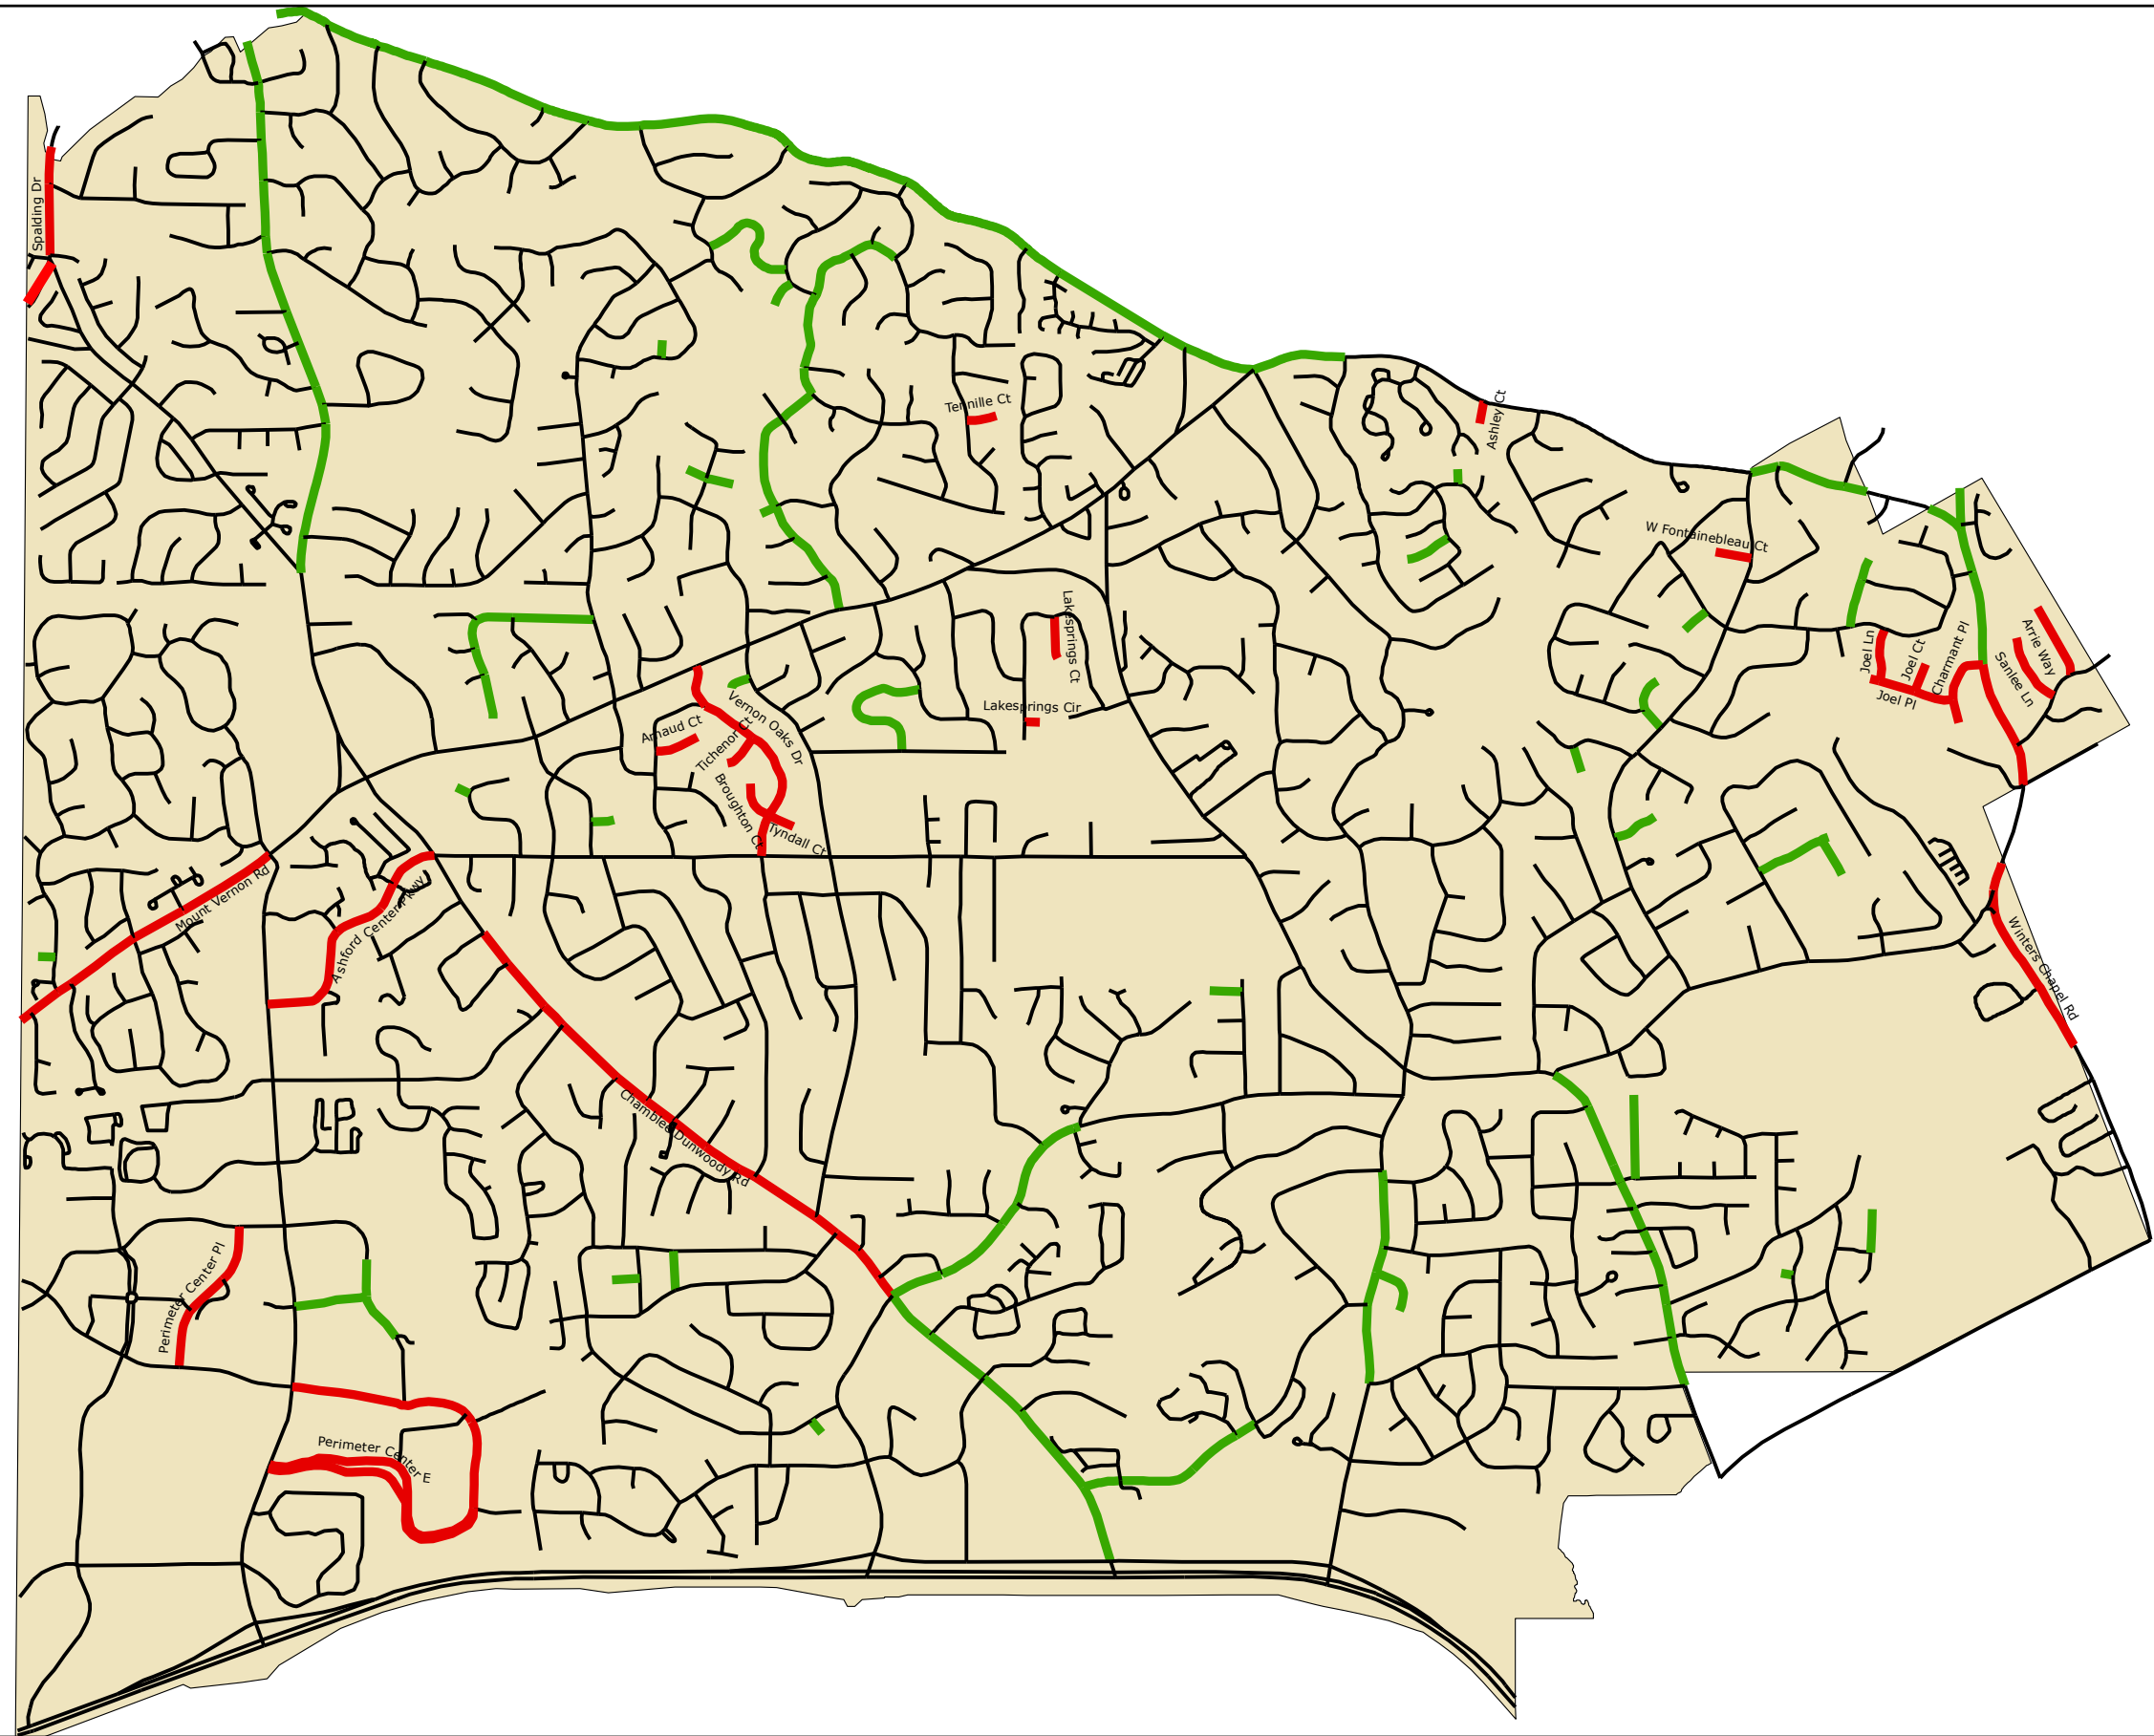 Spalding Dr
Tennille Ct
Ashley Ct
W Fontainebleau Ct
Lakesprings Ct
Lakesprings Cir
Joel Ln
Joel Ct
Charmant Pl
Joel Pl
Sanlee Ln
Arrie Way
Vernon Oaks Dr
Arnaud Ct
Tichenor Ct
Broughton Ct
Tyndall Ct
Mount Vernon Rd
Ashford Center Pkwy
Winters Chapel Rd
Chamblee Dunwoody Rd
Perimeter Center Pl
Perimeter Center E